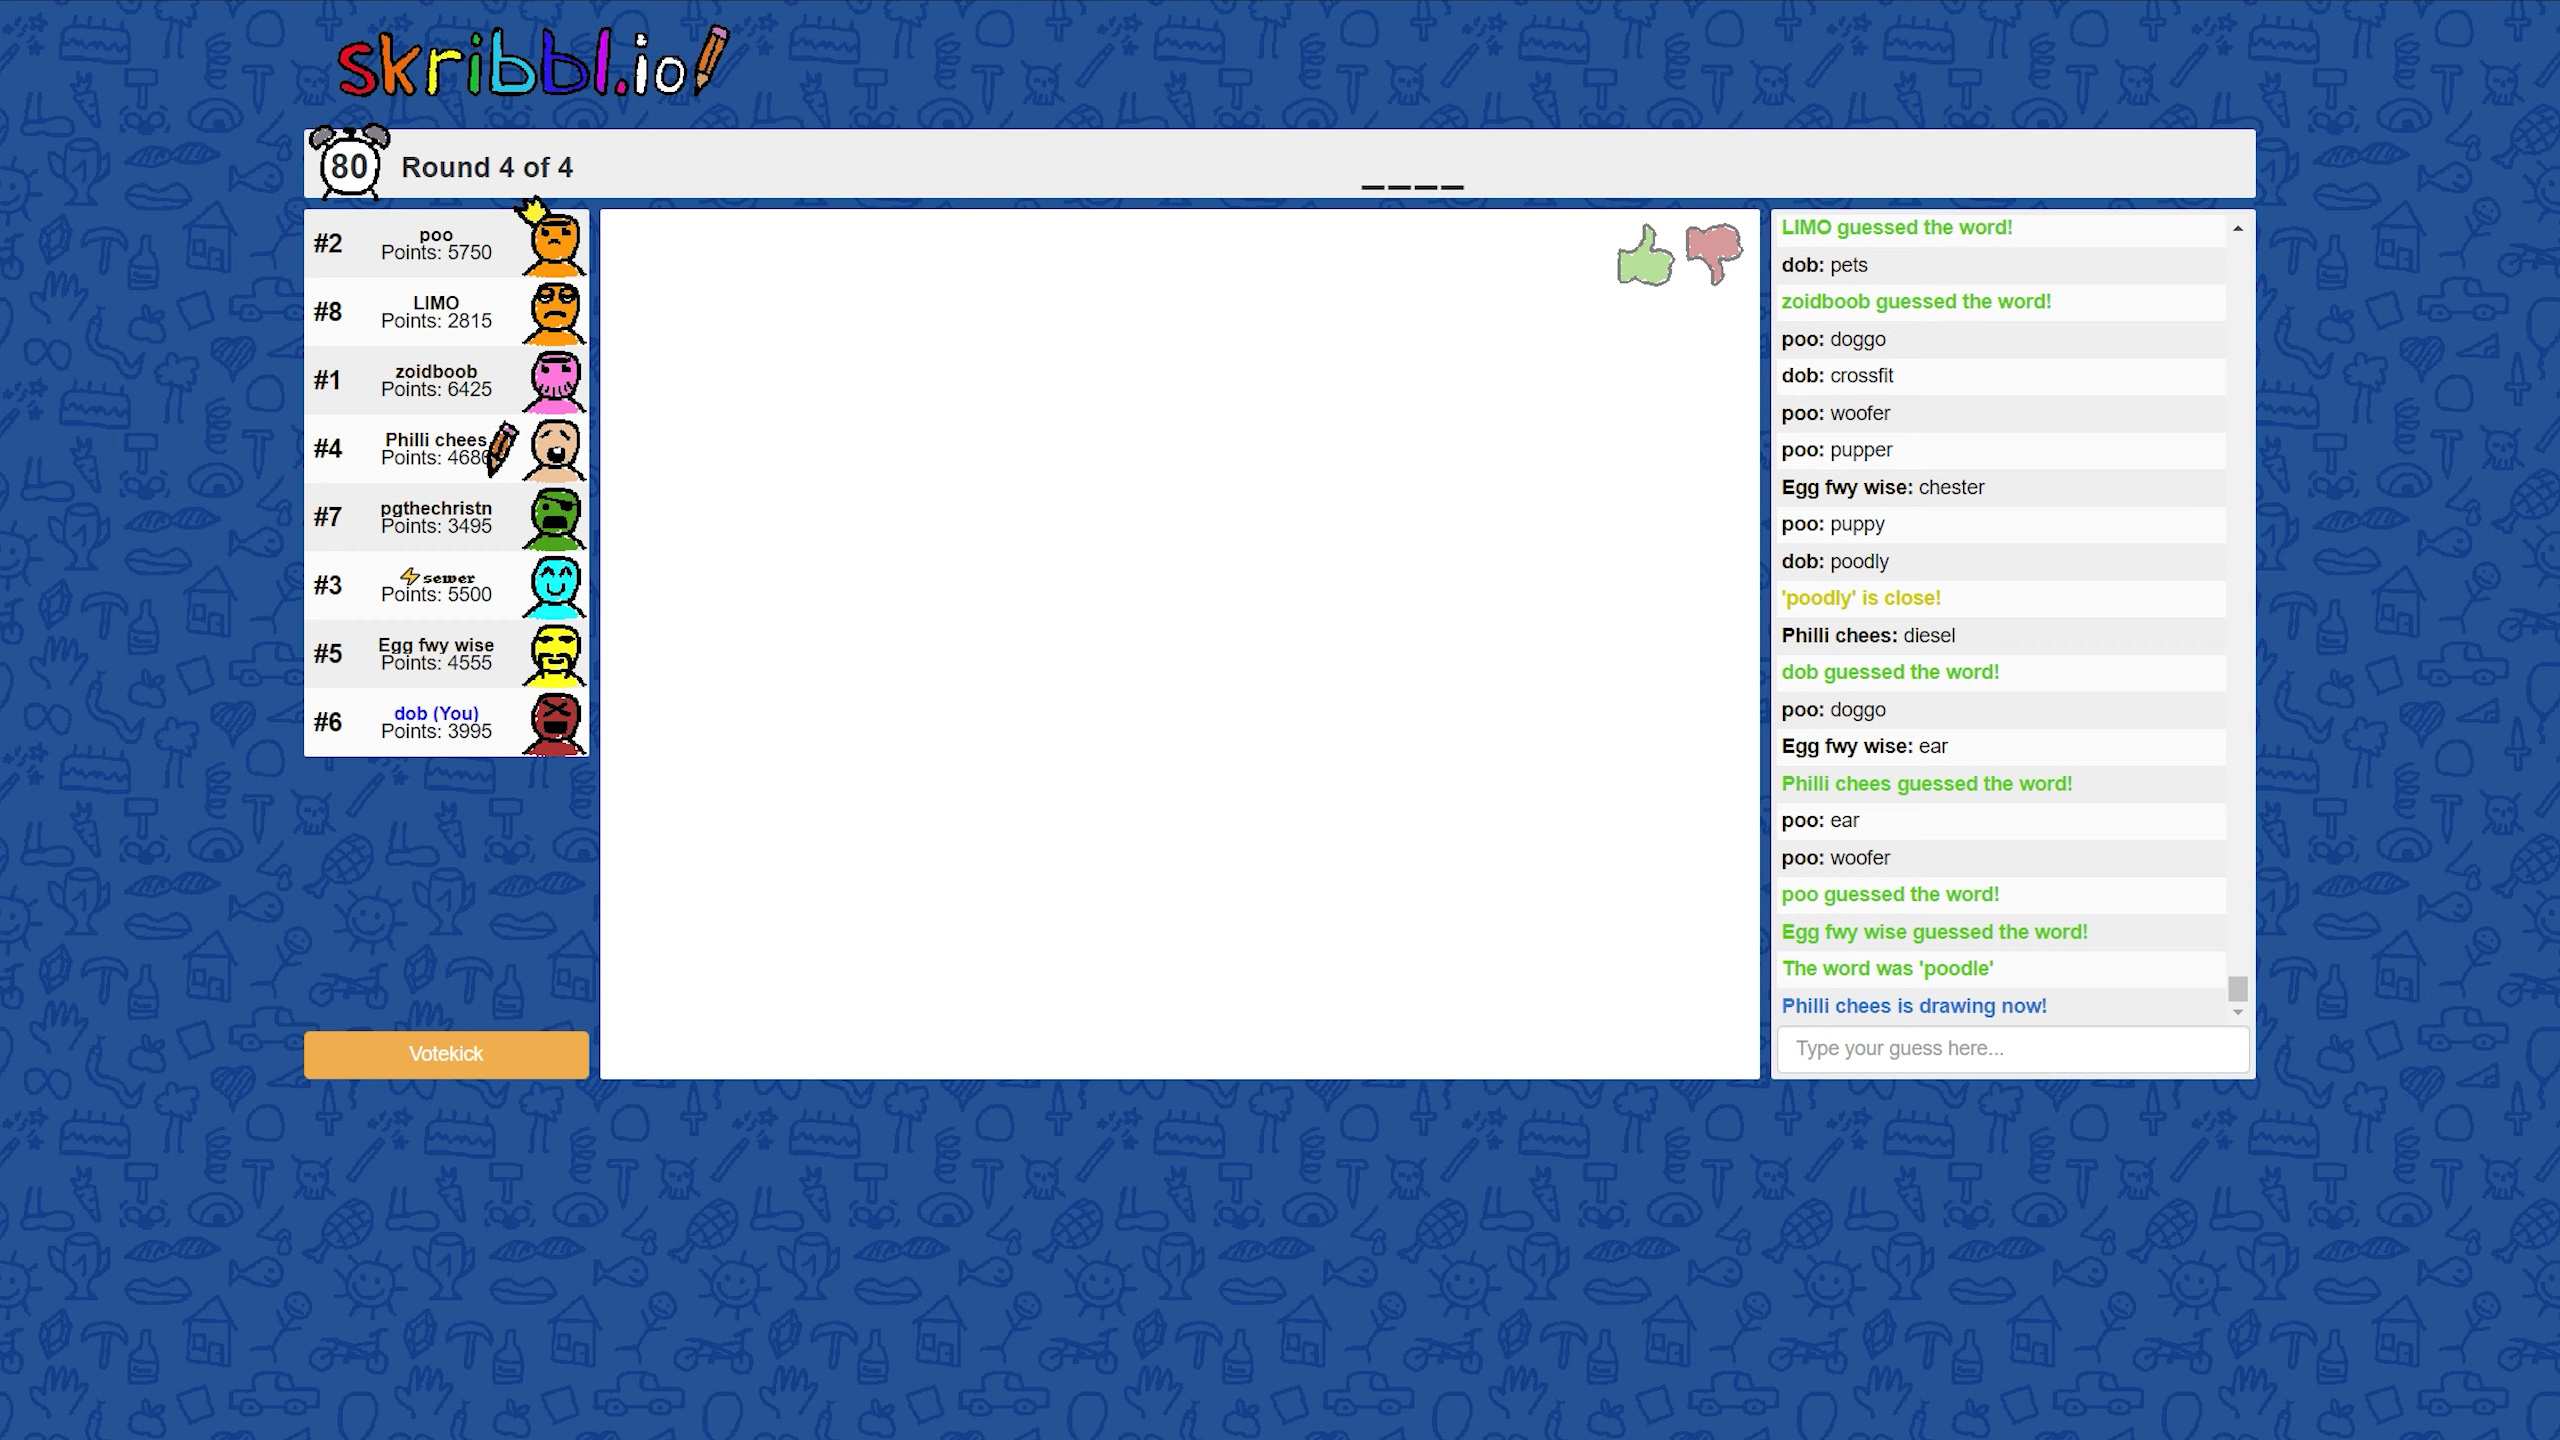 skribbl.io
80
Round 4 of 4
____
#2
poo
Points: 5750
#8
LIMO
Points: 2815
#1
zoidboob
Points: 6425
#4
Philli chees
Points: 4680
#7
pgthechristn
Points: 3495
#3
⚡sewer
Points: 5500
#5
Egg fwy wise
Points: 4555
#6
dob (You)
Points: 3995
Votekick
LIMO guessed the word!
dob: pets
zoidboob guessed the word!
poo: doggo
dob: crossfit
poo: woofer
poo: pupper
Egg fwy wise: chester
poo: puppy
dob: poodly
'poodly' is close!
Philli chees: diesel
dob guessed the word!
poo: doggo
Egg fwy wise: ear
Philli chees guessed the word!
poo: ear
poo: woofer
poo guessed the word!
Egg fwy wise guessed the word!
The word was 'poodle'
Philli chees is drawing now!
Type your guess here...